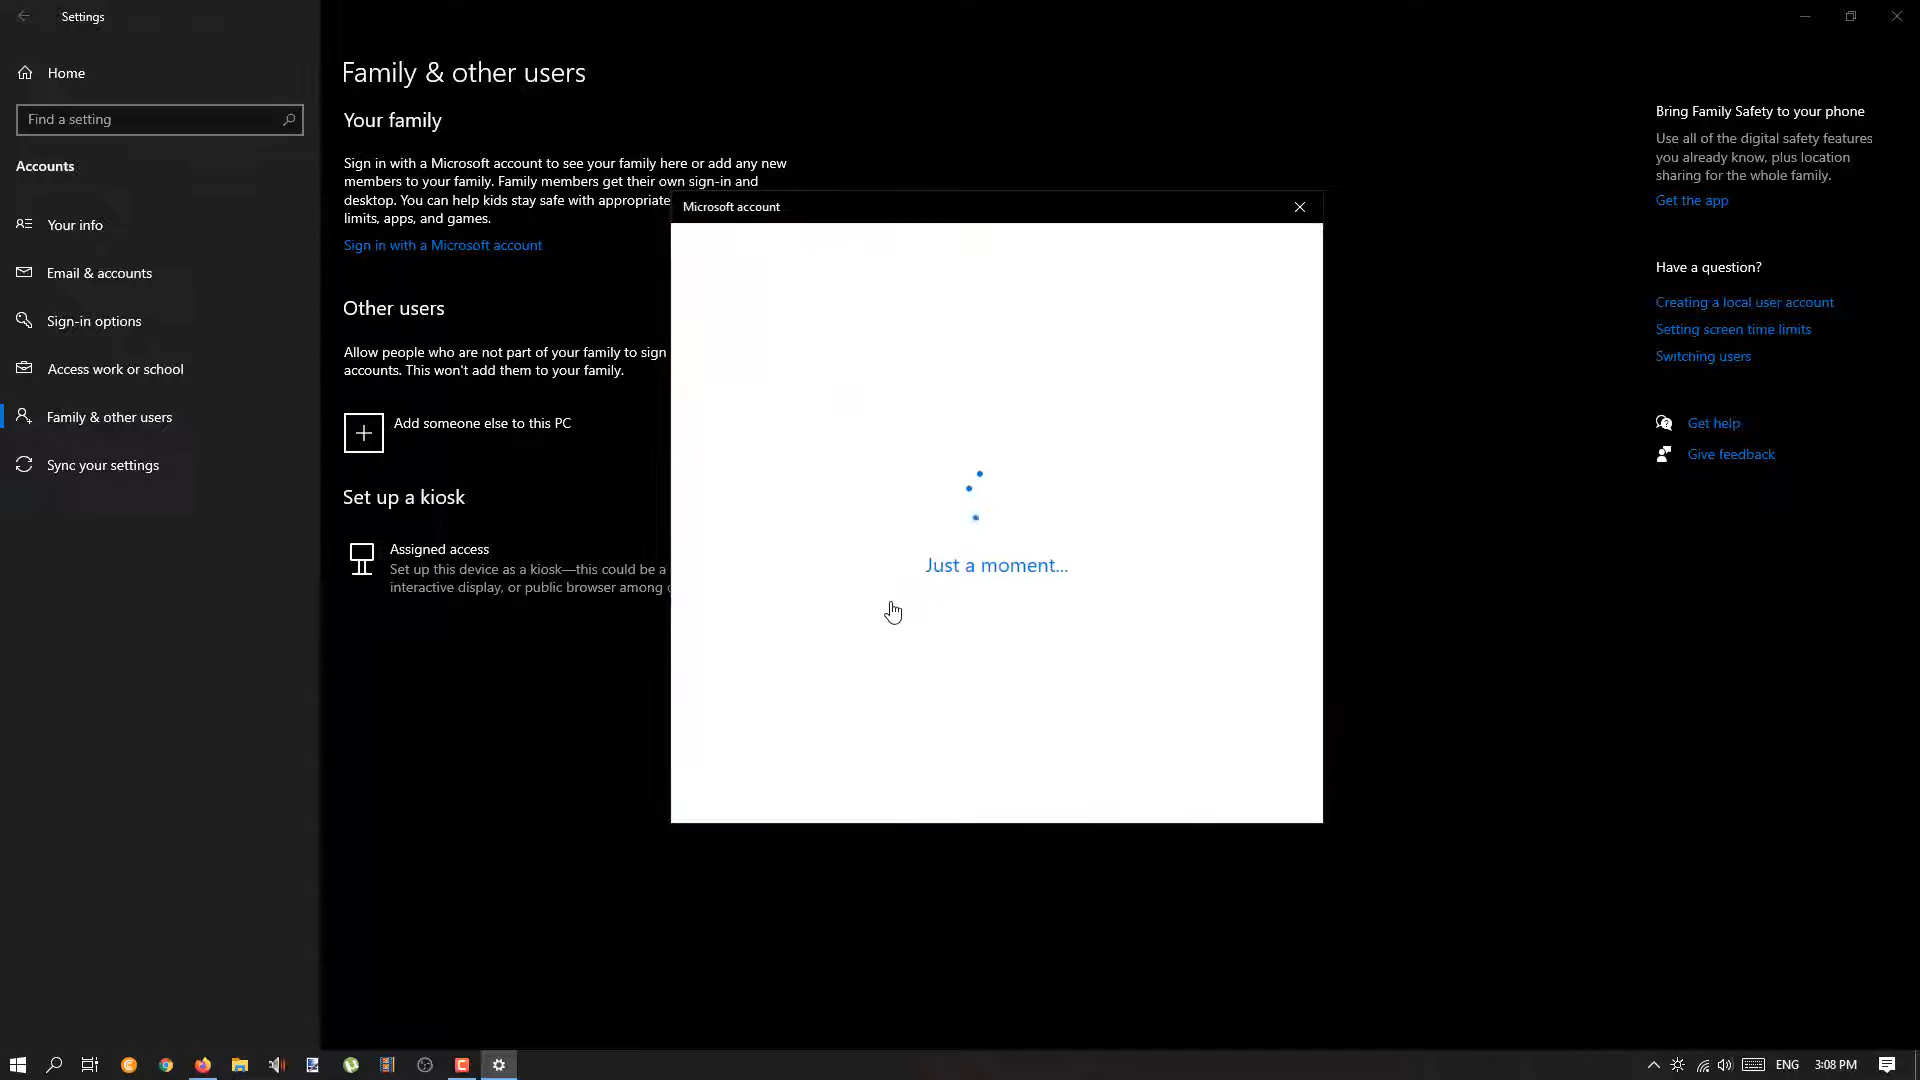 Settings
Home
Find a setting
Accounts
Your info
Email & accounts
Sign-in options
Access work or school
Family & other users
Sync your settings
Family & other users
Your family
Sign in with a Microsoft account to see your family here or add any new
members to your family. Family members get their own sign-in and
desktop. You can help kids stay safe with appropriate
limits, apps, and games.
Sign in with a Microsoft account
Other users
Allow people who are not part of your family to sign
accounts. This won't add them to your family.
Add someone else to this PC
Set up a kiosk
Assigned access
Set up this device as a kiosk—this could be a
interactive display, or public browser among
Microsoft account
Just a moment...
Bring Family Safety to your phone
Use all of the digital safety features
you already know, plus location
sharing for the whole family.
Get the app
Have a question?
Creating a local user account
Setting screen time limits
Switching users
Get help
Give feedback
ENG
3:08 PM